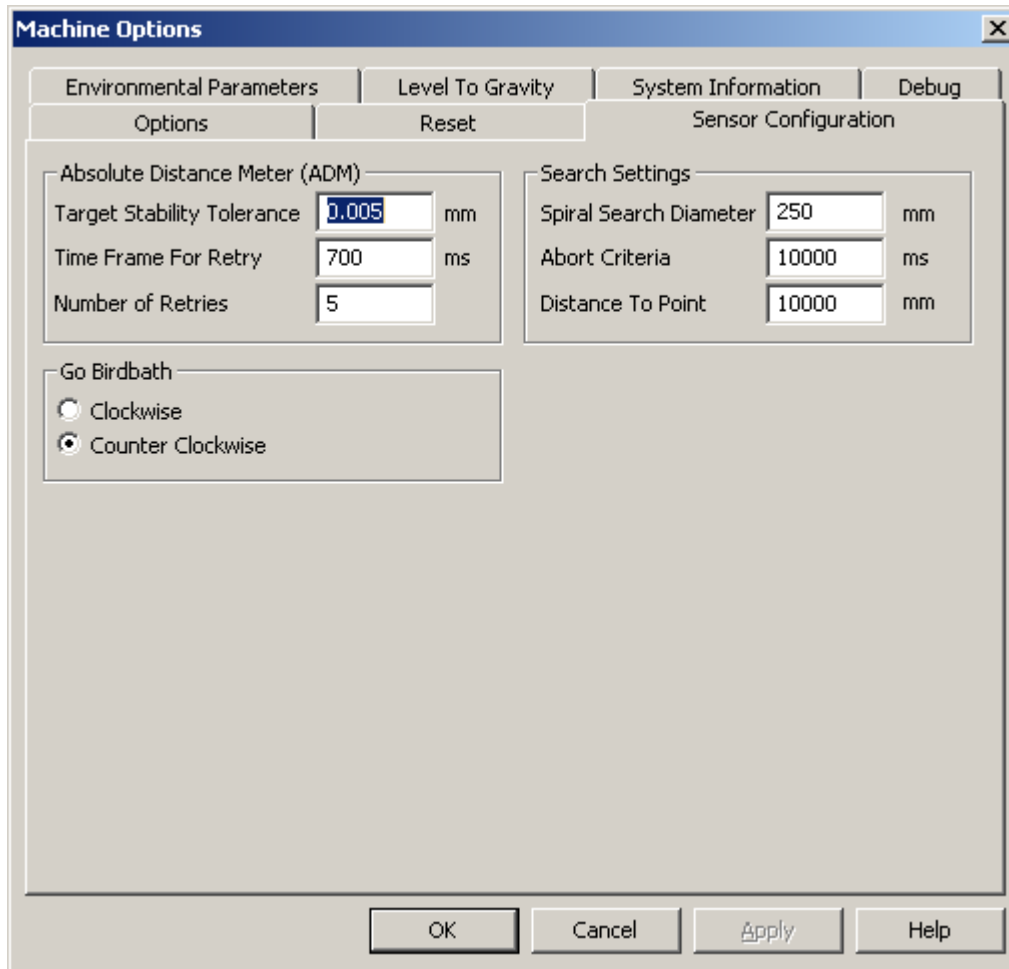 Machine Options
Environmental Parameters Level To Gravity System Information Debug
Options Reset Sensor Configuration
Absolute Distance Meter (ADM) Search Settings
Target Stability Tolerance 0.005 mm Spiral Search Diameter 250 mm
Time Frame For Retry 700 ms Abort Criteria 10000 ms
Number of Retries 5 Distance To Point 10000 mm
Go Birdbath
Clockwise
Counter Clockwise
OK Cancel Apply Help